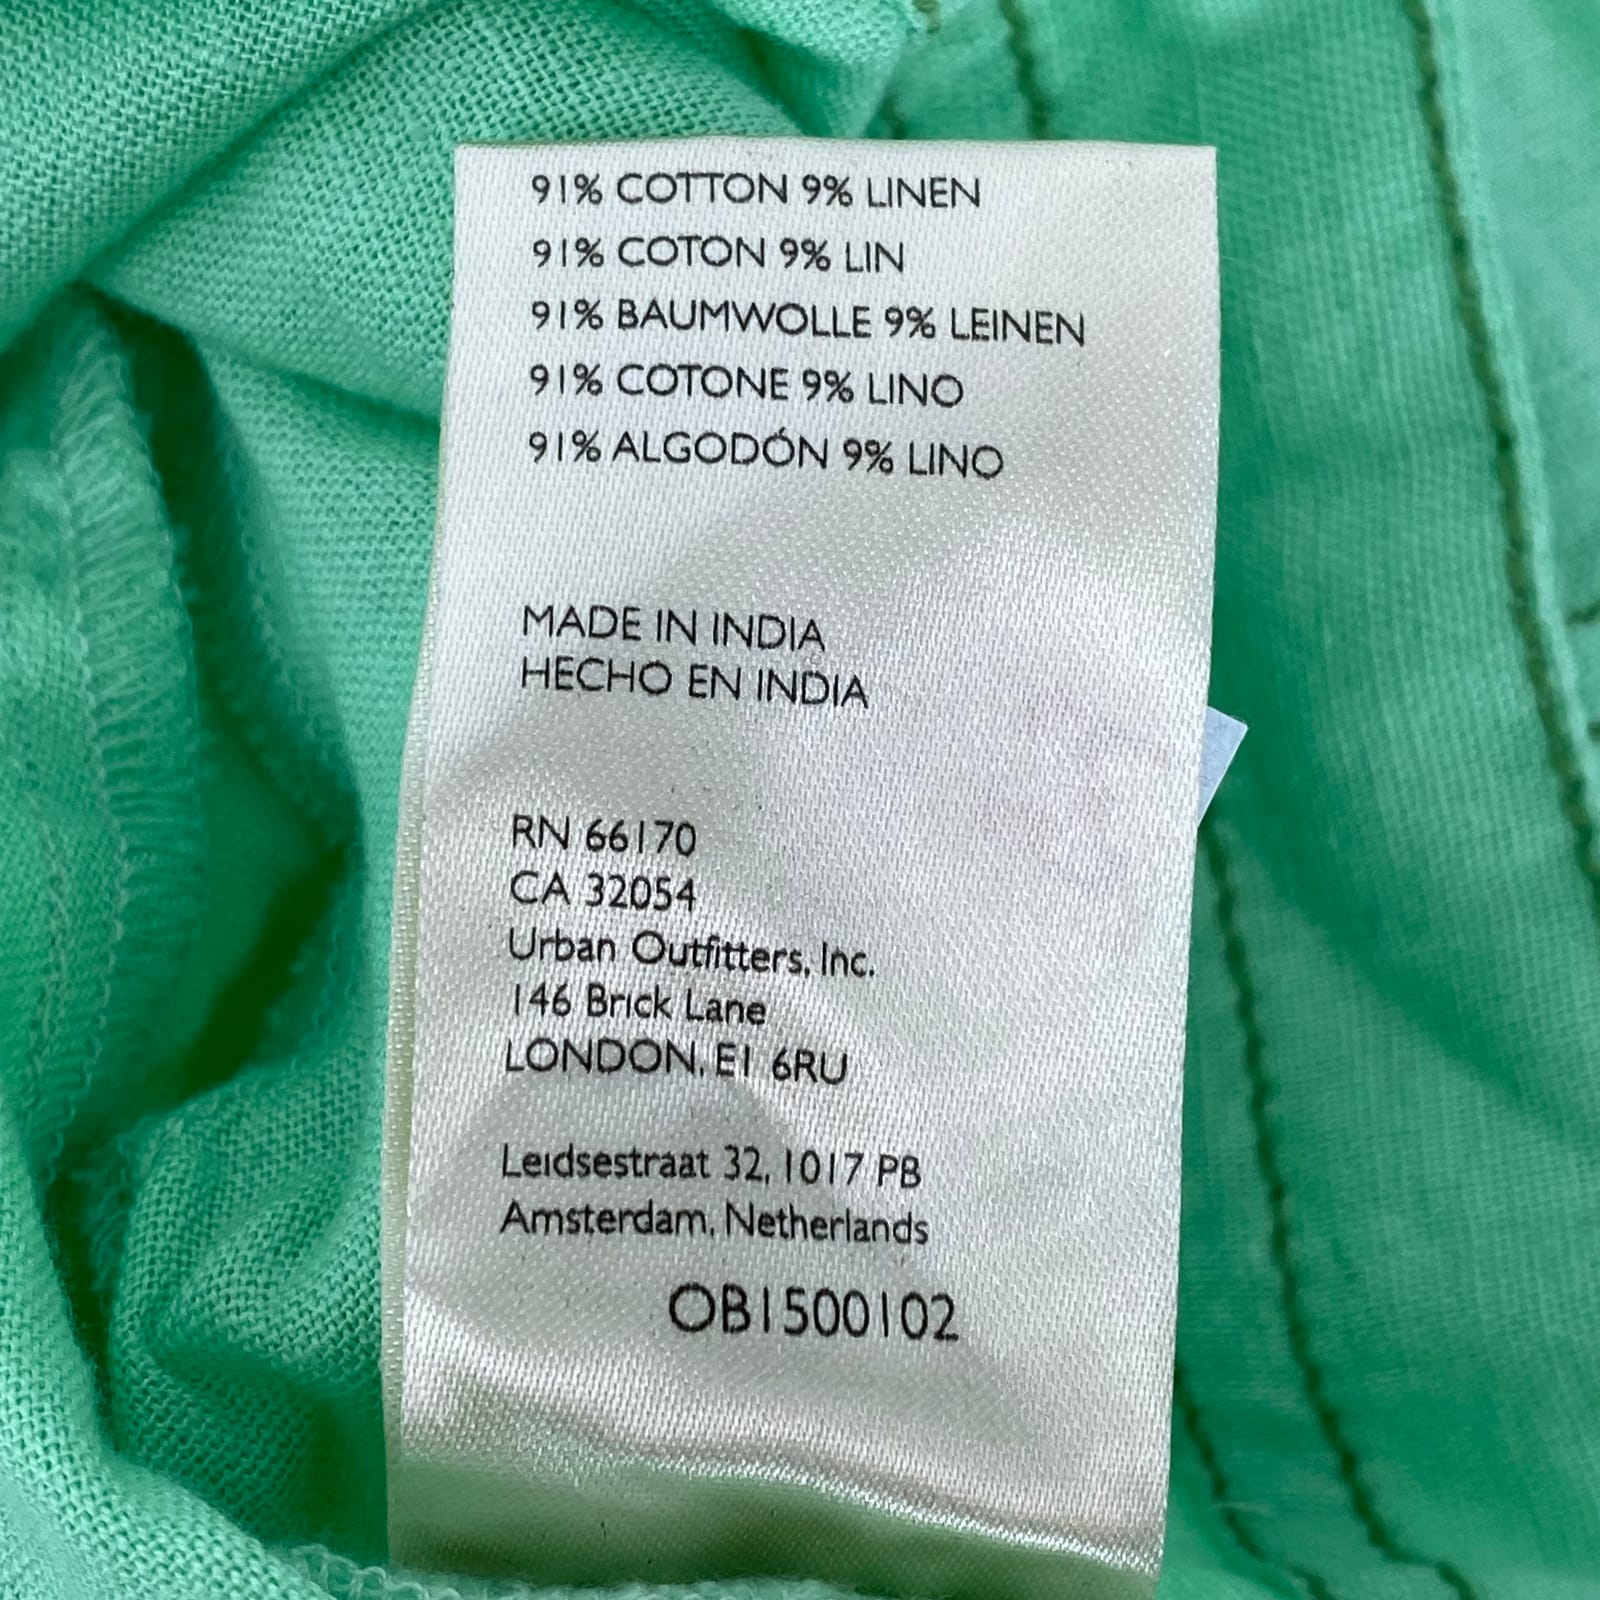 91% COTTON 9% LINEN
91% COTON 9% LIN
91% BAUMWOLLE 9% LEINEN
91% COTONE 9% LINO
91% ALGODÓN 9% LINO
MADE IN INDIA
HECHO EN INDIA
RN 66170
CA 32054
Urban Outfitters, Inc.
146 Brick Lane
LONDON, E1 6RU
Leidsestraat 32, 1017 PB
Amsterdam, Netherlands
OB1500102